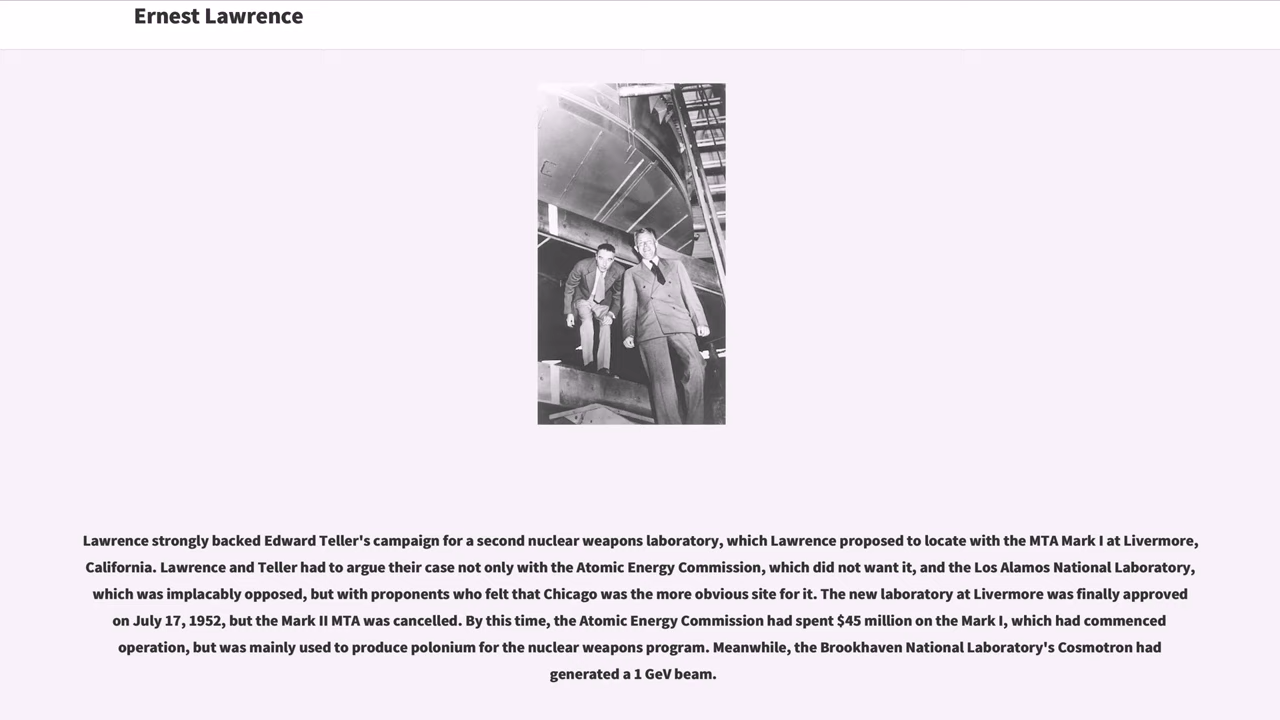 Ernest Lawrence
Lawrence strongly backed Edward Teller's campaign for a second nuclear weapons laboratory, which Lawrence proposed to locate with the MTA Mark I at Livermore,
California. Lawrence and Teller had to argue their case not only with the Atomic Energy Commission, which did not want it, and the Los Alamos National Laboratory,
which was implacably opposed, but with proponents who felt that Chicago was the more obvious site for it. The new laboratory at Livermore was finally approved
on July 17, 1952, but the Mark II MTA was cancelled. By this time, the Atomic Energy Commission had spent $45 million on the Mark I, which had commenced
operation, but was mainly used to produce polonium for the nuclear weapons program. Meanwhile, the Brookhaven National Laboratory's Cosmotron had
generated a 1 GeV beam.